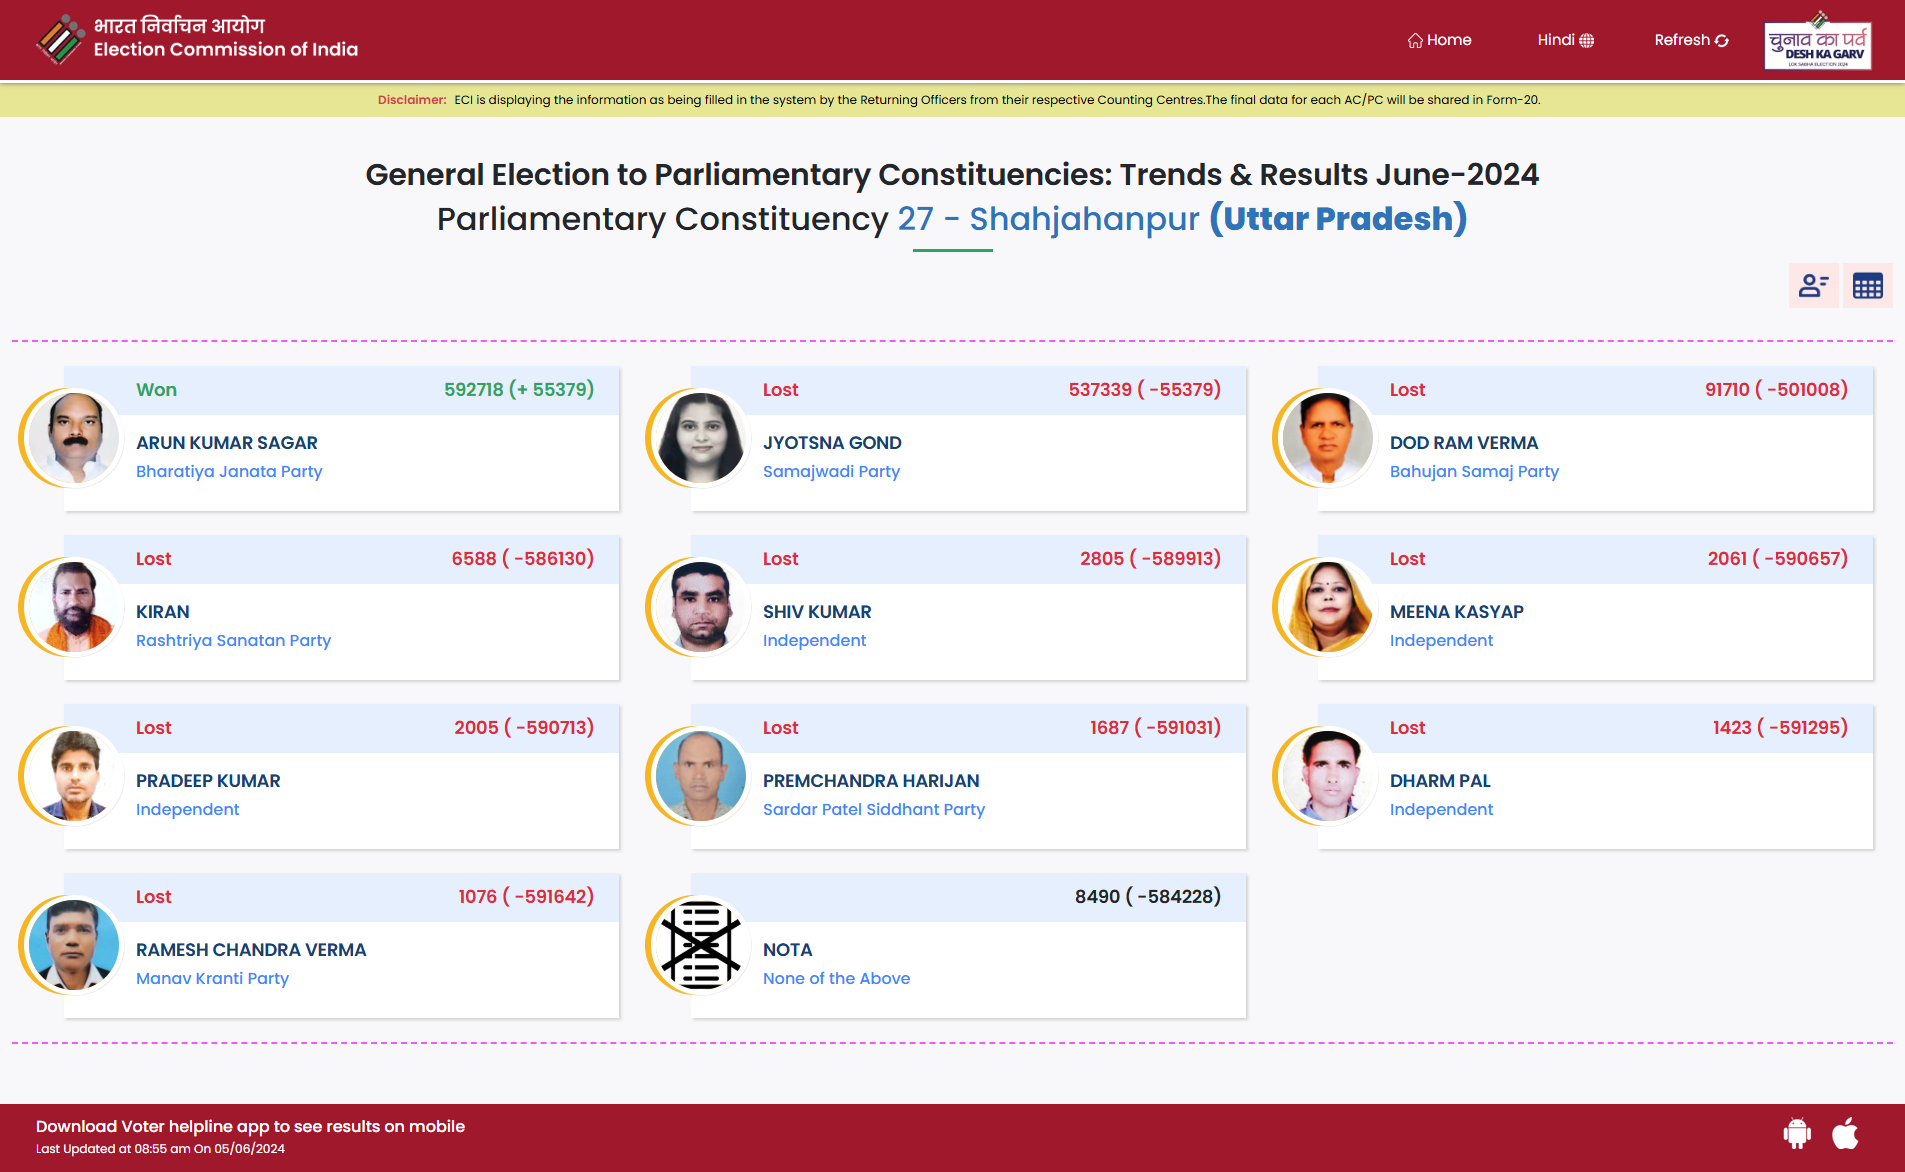 भारत निर्वाचन आयोग
Election Commission of India
Home
Hindi
Refresh
चुनाव का पर्व
DESH KA GARV
LOK SABHA ELECTION 2024
Disclaimer: ECI is displaying the information as being filled in the system by the Returning Officers from their respective Counting Centres.The final data for each AC/PC will be shared in Form-20.
General Election to Parliamentary Constituencies: Trends & Results June-2024
Parliamentary Constituency 27 - Shahjahanpur (Uttar Pradesh)
Won 592718 (+ 55379)
ARUN KUMAR SAGAR
Bharatiya Janata Party
Lost 537339 ( -55379)
JYOTSNA GOND
Samajwadi Party
Lost 91710 ( -501008)
DOD RAM VERMA
Bahujan Samaj Party
Lost 6588 ( -586130)
KIRAN
Rashtriya Sanatan Party
Lost 2805 ( -589913)
SHIV KUMAR
Independent
Lost 2061 ( -590657)
MEENA KASYAP
Independent
Lost 2005 ( -590713)
PRADEEP KUMAR
Independent
Lost 1687 ( -591031)
PREMCHANDRA HARIJAN
Sardar Patel Siddhant Party
Lost 1423 ( -591295)
DHARM PAL
Independent
Lost 1076 ( -591642)
RAMESH CHANDRA VERMA
Manav Kranti Party
8490 ( -584228)
NOTA
None of the Above
Download Voter helpline app to see results on mobile
Last Updated at 08:55 am On 05/06/2024